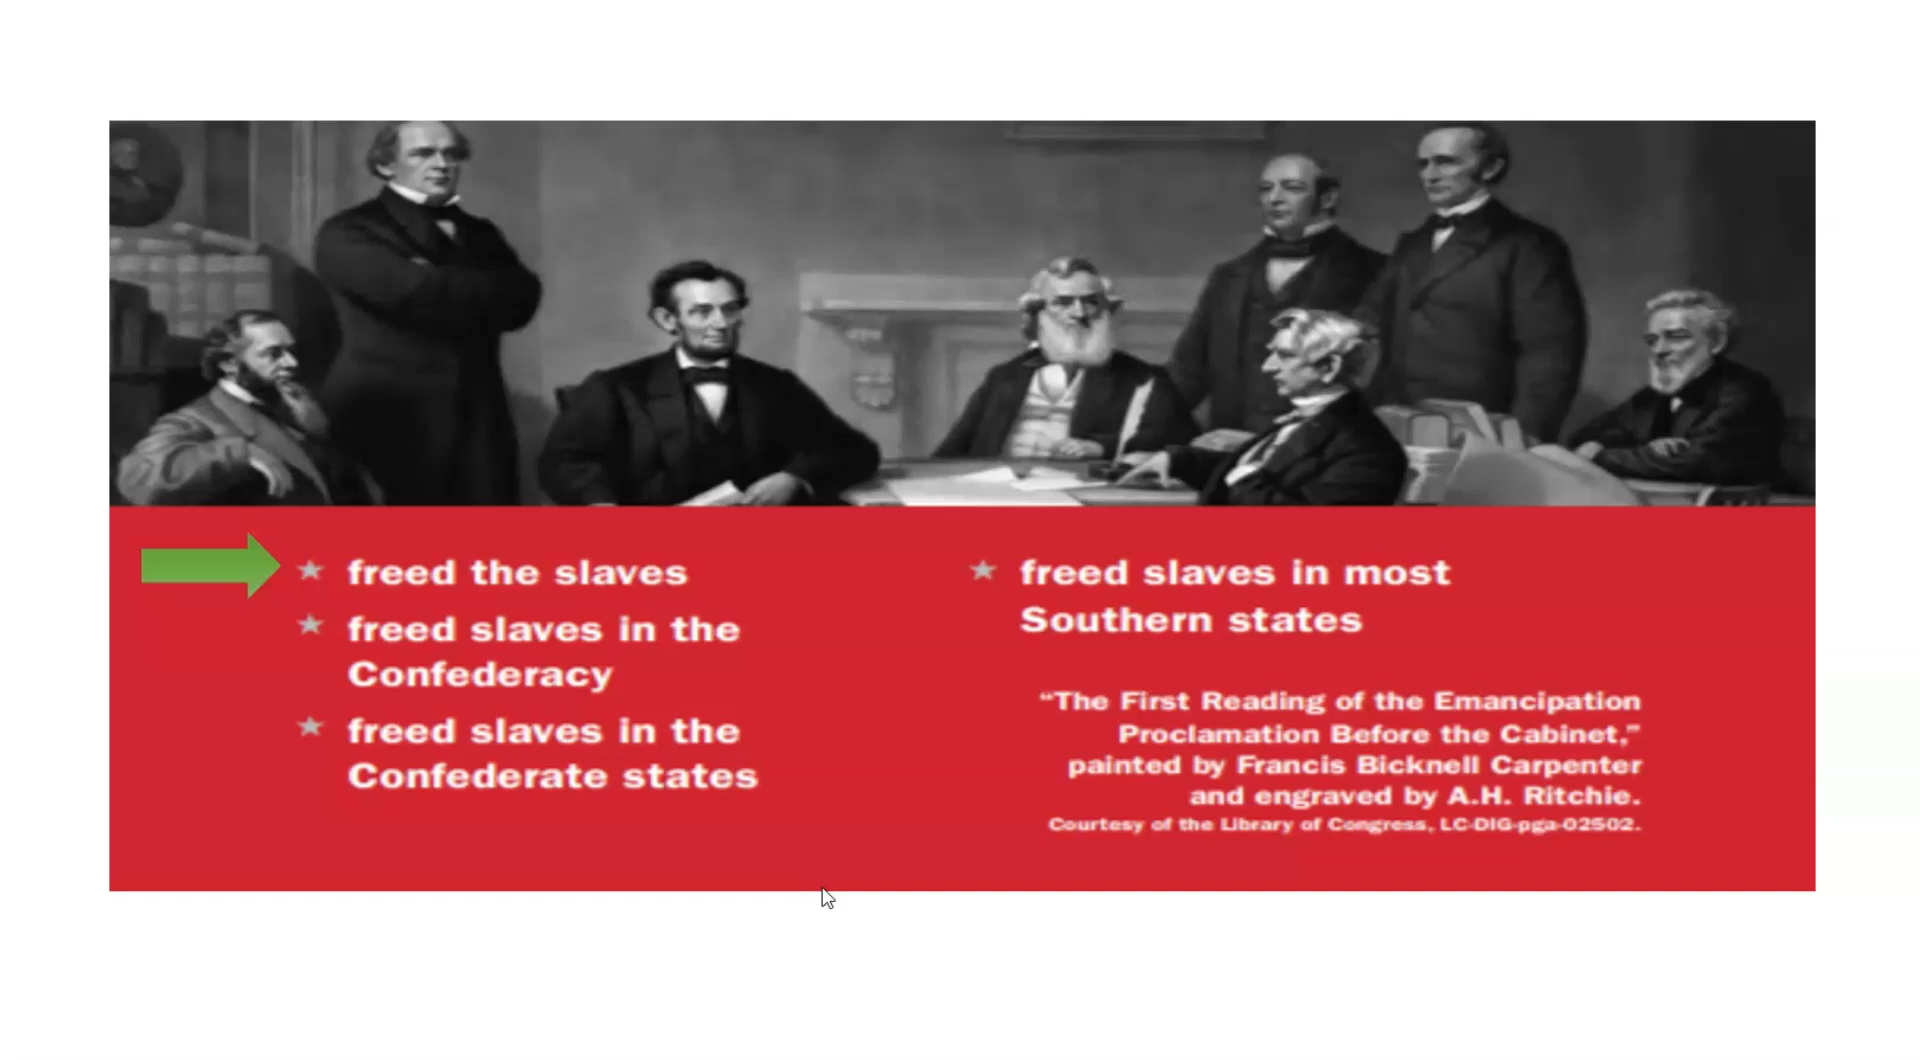 freed the slaves
freed slaves in the
Confederacy
freed slaves in the
Confederate states
freed slaves in most
Southern states
“The First Reading of the Emancipation
Proclamation Before the Cabinet,”
painted by Francis Bicknell Carpenter
and engraved by A.H. Ritchie.
Courtesy of the Library of Congress, LC-DIG-pga-02502.